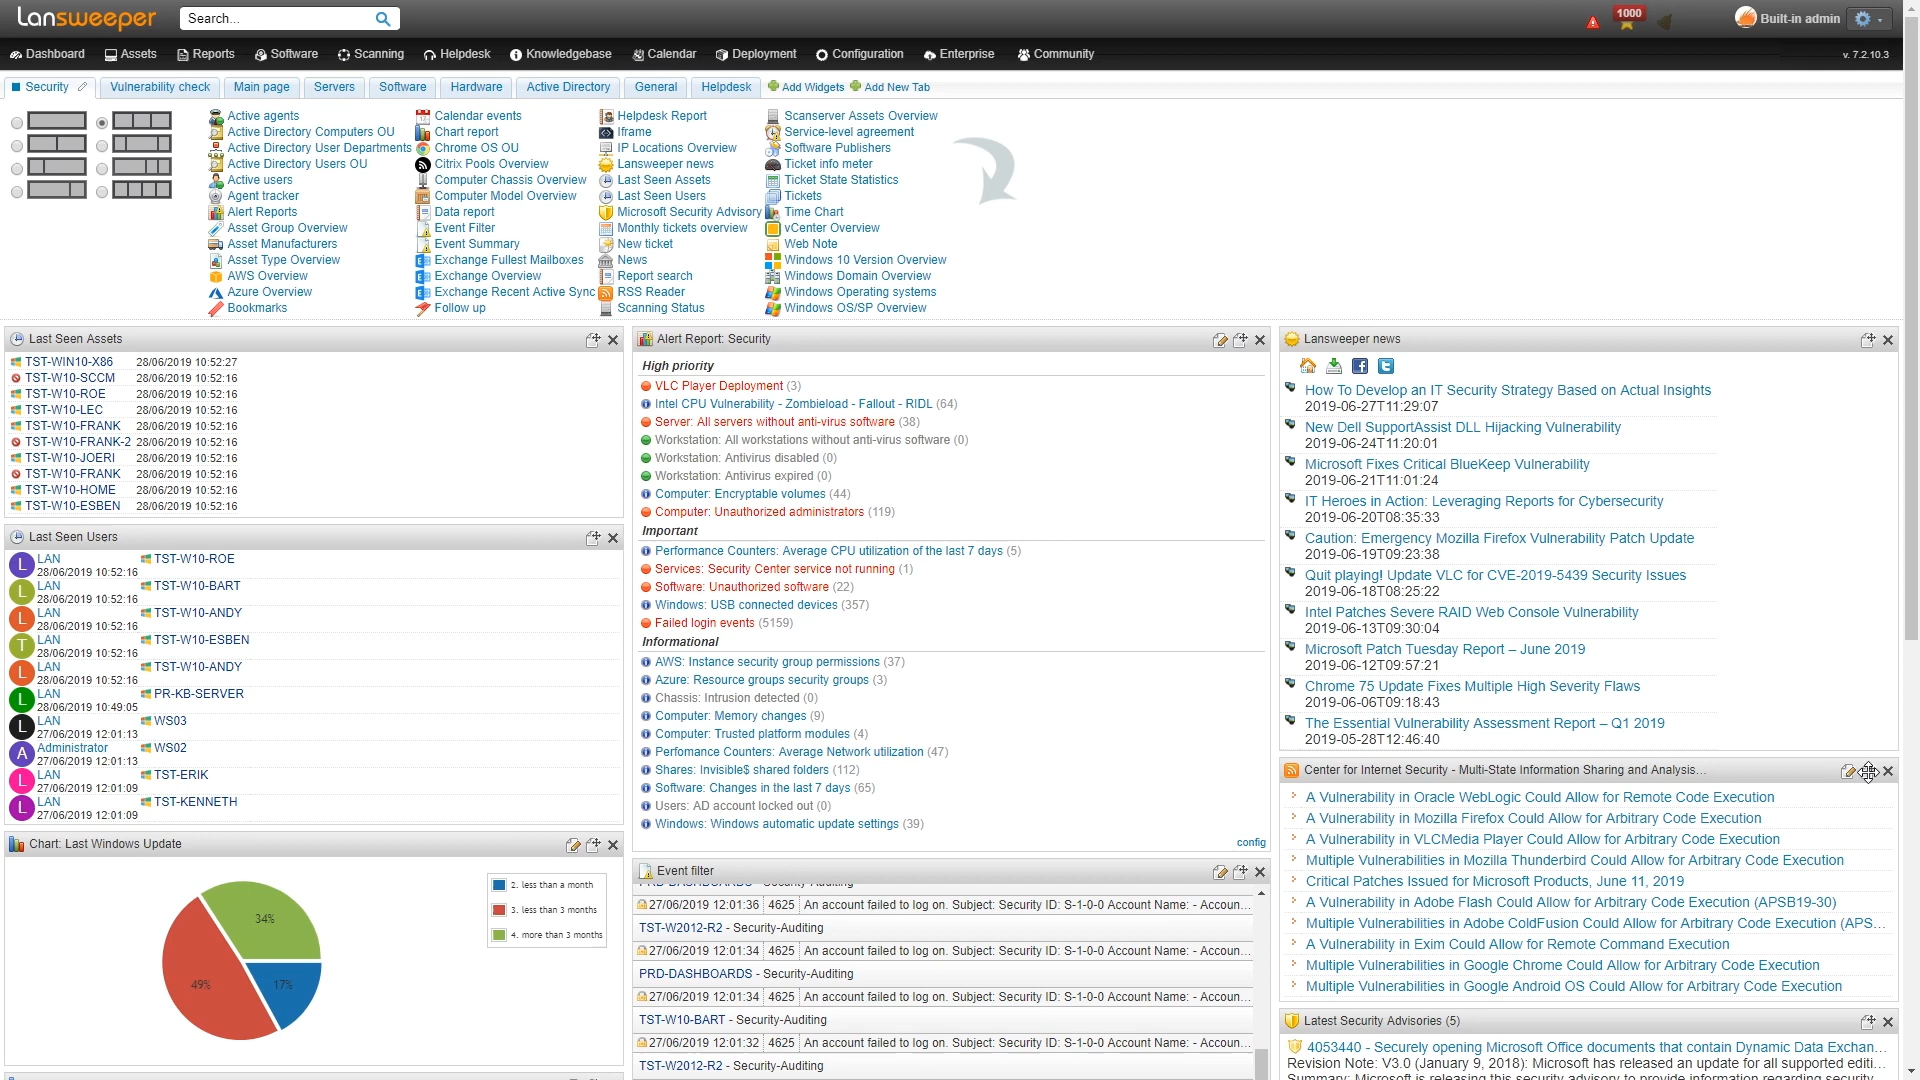 Lansweeper
Search...
1000
Built-in admin
Dashboard Assets Reports Software Scanning Helpdesk Knowledgebase Calendar Deployment Configuration Enterprise Community
v. 7.2.10.3
Security Vulnerability check Main page Servers Software Hardware Active Directory General Helpdesk Add Widgets Add New Tab
Active agents
Active Directory Computers OU
Active Directory User Departments
Active Directory Users OU
Active users
Agent tracker
Alert Reports
Asset Group Overview
Asset Manufacturers
Asset Type Overview
AWS Overview
Azure Overview
Bookmarks
Calendar events
Chart report
Chrome OS OU
Citrix Pools Overview
Computer Chassis Overview
Computer Model Overview
Data report
Event Filter
Event Summary
Exchange Fullest Mailboxes
Exchange Overview
Exchange Recent Active Sync
Follow up
Helpdesk Report
Iframe
IP Locations Overview
Lansweeper news
Last Seen Assets
Last Seen Users
Microsoft Security Advisory
Monthly tickets overview
New ticket
News
Report search
RSS Reader
Scanning Status
Scanserver Assets Overview
Service-level agreement
Software Publishers
Ticket info meter
Ticket State Statistics
Tickets
Time Chart
vCenter Overview
Web Note
Windows 10 Version Overview
Windows Domain Overview
Windows Operating systems
Windows OS/SP Overview
Last Seen Assets
TST-WIN10-X86 28/06/2019 10:52:27
TST-W10-SCCM 28/06/2019 10:52:16
TST-W10-ROE 28/06/2019 10:52:16
TST-W10-LEC 28/06/2019 10:52:16
TST-W10-FRANK 28/06/2019 10:52:16
TST-W10-FRANK-2 28/06/2019 10:52:16
TST-W10-JOERI 28/06/2019 10:52:16
TST-W10-FRANK 28/06/2019 10:52:16
TST-W10-HOME 28/06/2019 10:52:16
TST-W10-ESBEN 28/06/2019 10:52:16
Last Seen Users
L LAN TST-W10-ROE
28/06/2019 10:52:16
L LAN TST-W10-BART
28/06/2019 10:52:16
L LAN TST-W10-ANDY
28/06/2019 10:52:16
T LAN TST-W10-ESBEN
28/06/2019 10:52:16
L LAN TST-W10-ANDY
28/06/2019 10:52:16
L LAN PR-KB-SERVER
28/06/2019 10:49:05
L LAN WS03
27/06/2019 12:01:13
A Administrator WS02
27/06/2019 12:01:13
L LAN TST-ERIK
27/06/2019 12:01:09
L LAN TST-KENNETH
27/06/2019 12:01:09
Chart: Last Windows Update
34%
49%
17%
2. less than a month
3. less than 3 months
4. more than 3 months
Alert Report: Security
High priority
VLC Player Deployment (3)
Intel CPU Vulnerability - Zombieload - Fallout - RIDL (64)
Server: All servers without anti-virus software (38)
Workstation: All workstations without anti-virus software (0)
Workstation: Antivirus disabled (0)
Workstation: Antivirus expired (0)
Computer: Encryptable volumes (44)
Computer: Unauthorized administrators (119)
Important
Performance Counters: Average CPU utilization of the last 7 days (5)
Services: Security Center service not running (1)
Software: Unauthorized software (22)
Windows: USB connected devices (357)
Failed login events (5159)
Informational
AWS: Instance security group permissions (37)
Azure: Resource groups security groups (3)
Chassis: Intrusion detected (0)
Computer: Memory changes (9)
Computer: Trusted platform modules (4)
Perfomance Counters: Average Network utilization (47)
Shares: Invisible$ shared folders (112)
Software: Changes in the last 7 days (65)
Users: AD account locked out (0)
Windows: Windows automatic update settings (39)
config
Event filter
PRD-DASHBOARDS - Security-Auditing
27/06/2019 12:01:36 4625 An account failed to log on. Subject: Security ID: S-1-0-0 Account Name: - Accoun...
TST-W2012-R2 - Security-Auditing
27/06/2019 12:01:34 4625 An account failed to log on. Subject: Security ID: S-1-0-0 Account Name: - Accoun...
PRD-DASHBOARDS - Security-Auditing
27/06/2019 12:01:34 4625 An account failed to log on. Subject: Security ID: S-1-0-0 Account Name: - Accoun...
TST-W10-BART - Security-Auditing
27/06/2019 12:01:32 4625 An account failed to log on. Subject: Security ID: S-1-0-0 Account Name: - Accoun...
TST-W2012-R2 - Security-Auditing
Lansweeper news
How To Develop an IT Security Strategy Based on Actual Insights
2019-06-27T11:29:07
New Dell SupportAssist DLL Hijacking Vulnerability
2019-06-24T11:20:01
Microsoft Fixes Critical BlueKeep Vulnerability
2019-06-21T11:01:24
IT Heroes in Action: Leveraging Reports for Cybersecurity
2019-06-20T08:35:33
Caution: Emergency Mozilla Firefox Vulnerability Patch Update
2019-06-19T09:23:38
Quit playing! Update VLC for CVE-2019-5439 Security Issues
2019-06-18T08:25:22
Intel Patches Severe RAID Web Console Vulnerability
2019-06-13T09:30:04
Microsoft Patch Tuesday Report – June 2019
2019-06-12T09:57:21
Chrome 75 Update Fixes Multiple High Severity Flaws
2019-06-06T09:18:43
The Essential Vulnerability Assessment Report – Q1 2019
2019-05-28T12:46:40
Center for Internet Security - Multi-State Information Sharing and Analysis...
A Vulnerability in Oracle WebLogic Could Allow for Remote Code Execution
A Vulnerability in Mozilla Firefox Could Allow for Arbitrary Code Execution
A Vulnerability in VLCMedia Player Could Allow for Arbitrary Code Execution
Multiple Vulnerabilities in Mozilla Thunderbird Could Allow for Arbitrary Code Execution
Critical Patches Issued for Microsoft Products, June 11, 2019
A Vulnerability in Adobe Flash Could Allow for Arbitrary Code Execution (APSB19-30)
Multiple Vulnerabilities in Adobe ColdFusion Could Allow for Arbitrary Code Execution (APS...
A Vulnerability in Exim Could Allow for Remote Command Execution
Multiple Vulnerabilities in Google Chrome Could Allow for Arbitrary Code Execution
Multiple Vulnerabilities in Google Android OS Could Allow for Arbitrary Code Execution
Latest Security Advisories (5)
4053440 - Securely opening Microsoft Office documents that contain Dynamic Data Exchan...
Revision Note: V3.0 (January 9, 2018): Microsoft has released an update for all supported editi...
Summary: Microsoft is releasing this security advisory to provide information regarding security